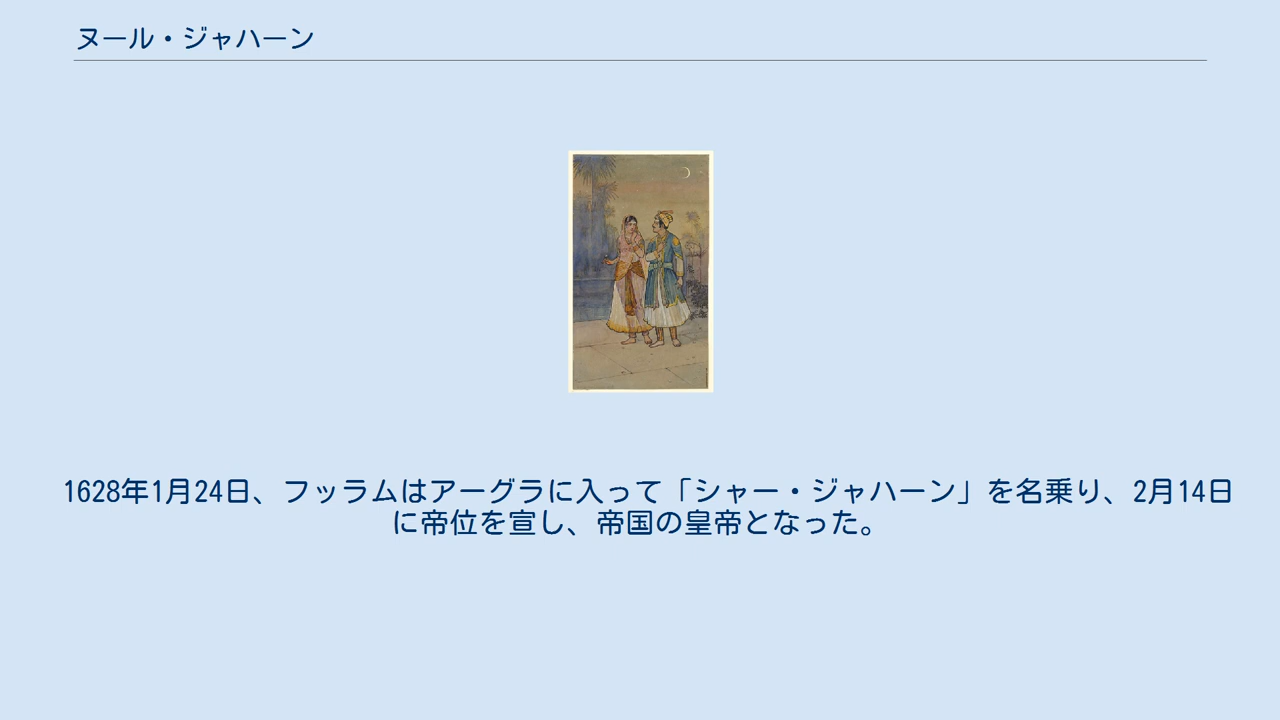 ヌール・ジャハーン
1628年1月24日、フッラムはアーグラに入って「シャー・ジャハーン」を名乗り、2月14日
に帝位を宣し、帝国の皇帝となった。